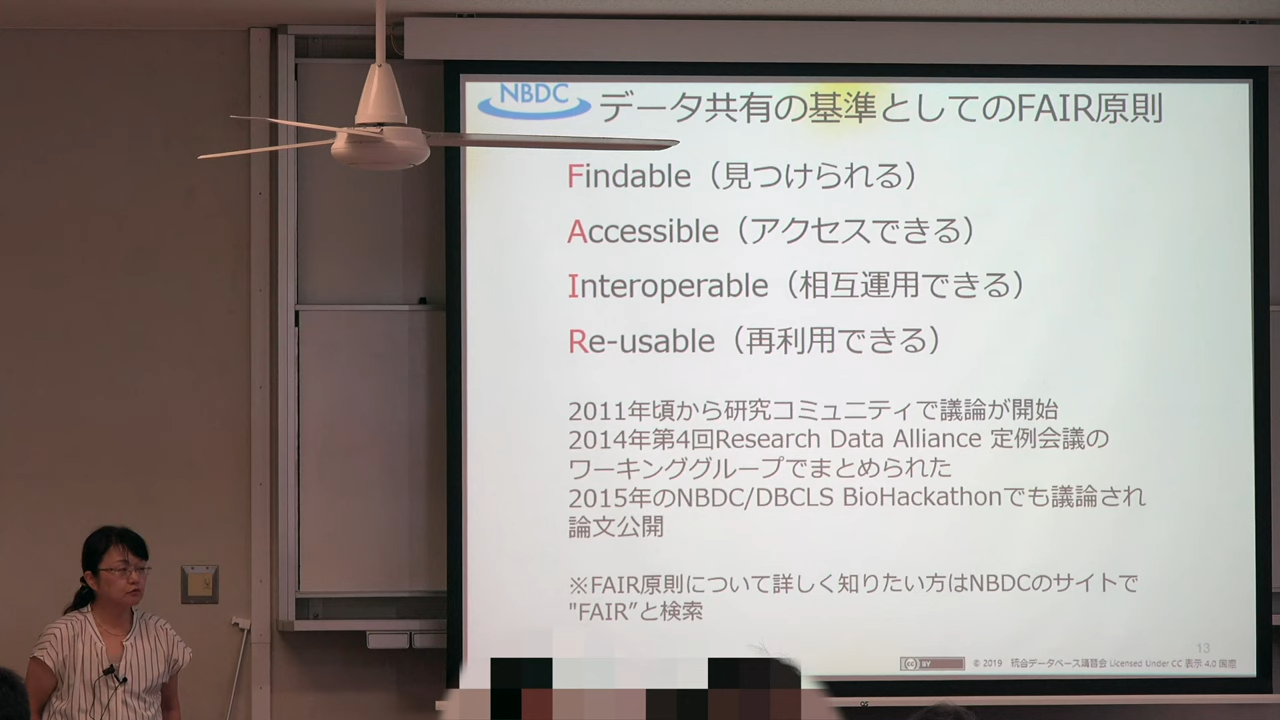 NBDC
データ共有の基準としてのFAIR原則
Findable（見つけられる）
Accessible（アクセスできる）
Interoperable（相互運用できる）
Re-usable（再利用できる）
2011年頃から研究コミュニティで議論が開始
2014年第4回Research Data Alliance 定例会議の
ワーキンググループでまとめられた
2015年のNBDC/DBCLS BioHackathonでも議論され
論文公開
※FAIR原則について詳しく知りたい方はNBDCのサイトで
"FAIR”と検索
13
cc BY © 2019 統合データベース講習会 Licensed Under CC 表示 4.0 国際
OS